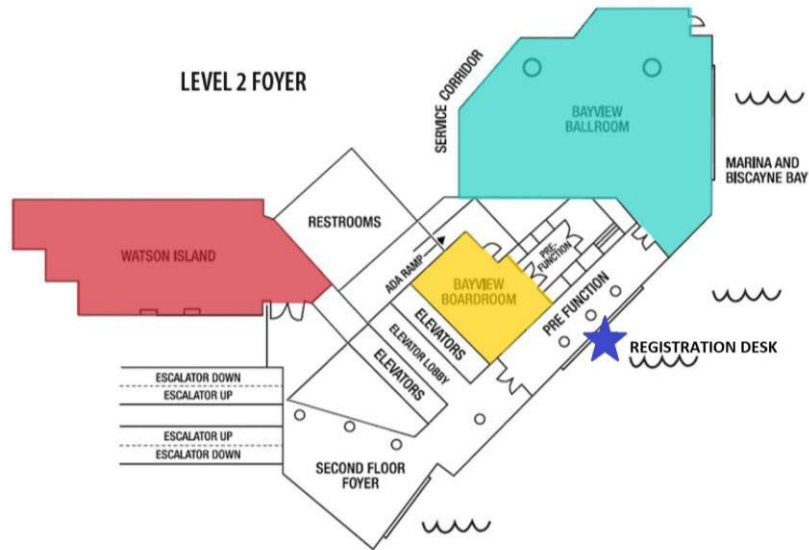 LEVEL 2 FOYER
SERVICE CORRIDOR
BAYVIEW
BALLROOM
MARINA AND
BISCAYNE BAY
RESTROOMS
WATSON ISLAND
ADA RAMP
PRE-
FUNCTION
BAYVIEW
BOARDROOM
PRE FUNCTION
ELEVATORS
ELEVATOR LOBBY
ELEVATORS
REGISTRATION DESK
ESCALATOR DOWN
ESCALATOR UP
ESCALATOR UP
ESCALATOR DOWN
SECOND FLOOR
FOYER